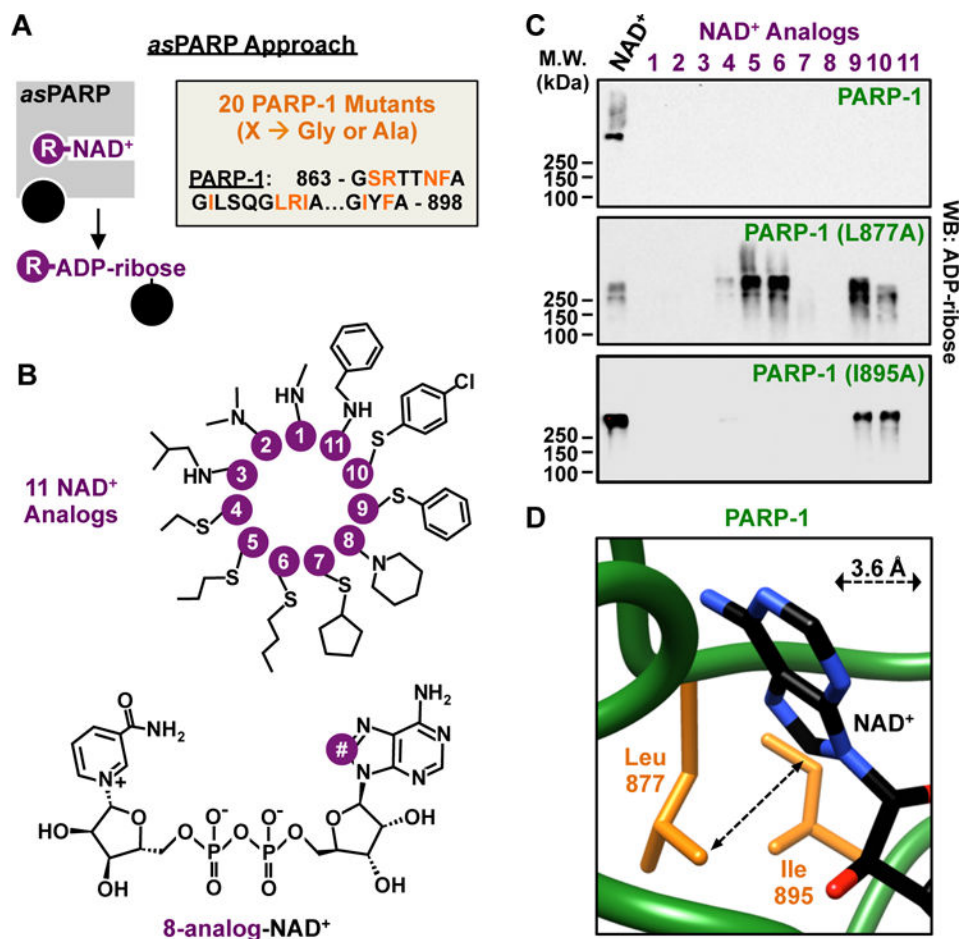 A
asPARP Approach
asPARP
R-NAD⁺
R-ADP-ribose
20 PARP-1 Mutants
(X → Gly or Ala)
PARP-1: 863 - GSRTTNFA
GILSQGLRIA...GIYFA - 898
B
11 NAD⁺
Analogs
1
HN
2
N
3
HN
4
S
5
S
6
S
7
S
8
N
9
S
10
S
Cl
11
NH
O
NH₂
N+
HO
OH
O
O
O⁻
P
O
O
O⁻
P
O
O
O
HO
OH
NH₂
#
N
N
N
N
8-analog-NAD⁺
C
NAD⁺ Analogs
M.W.
(kDa)
NAD⁺ 1 2 3 4 5 6 7 8 9 10 11
PARP-1
250
150
100
PARP-1 (L877A)
250
150
100
PARP-1 (I895A)
250
150
100
WB: ADP-ribose
D
PARP-1
3.6 Å
NAD⁺
Leu
877
Ile
895